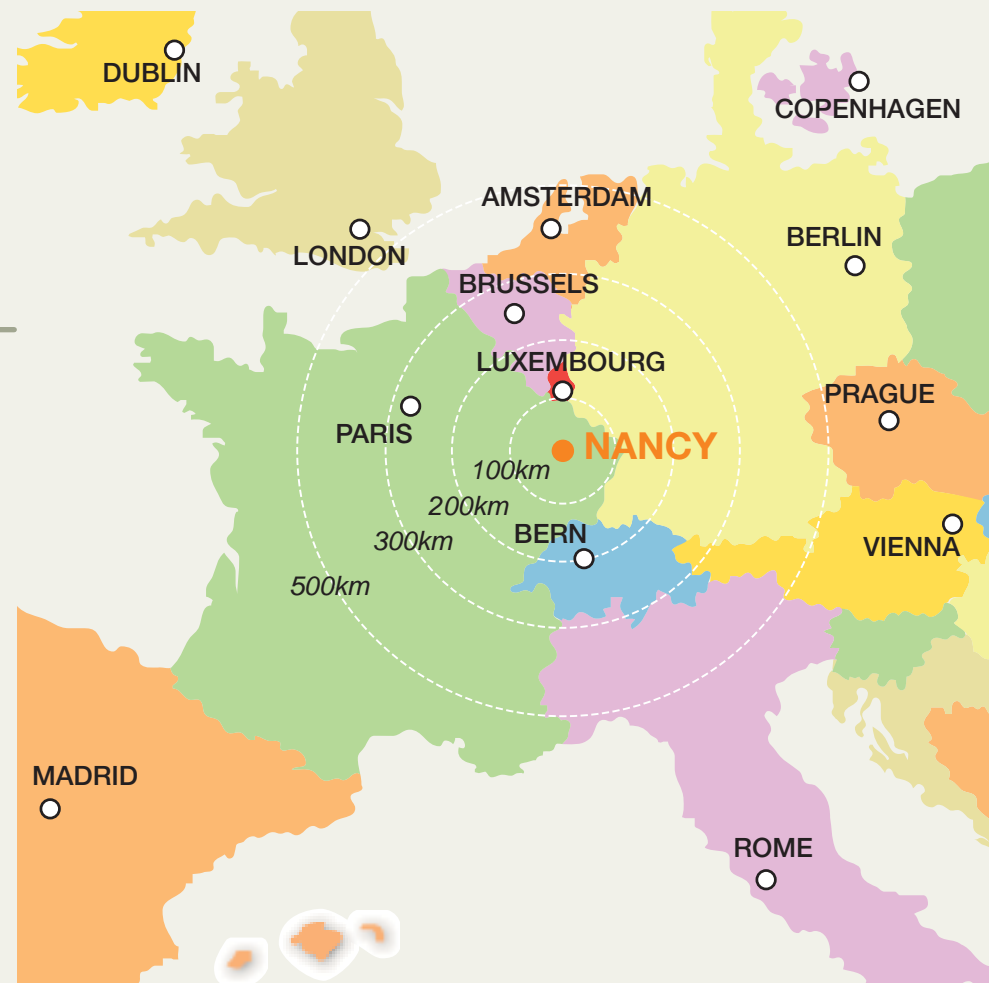 DUBLIN
COPENHAGEN
AMSTERDAM
BERLIN
LONDON
BRUSSELS
LUXEMBOURG
PRAGUE
PARIS
NANCY
100km
200km
BERN
300km
VIENNA
500km
MADRID
ROME